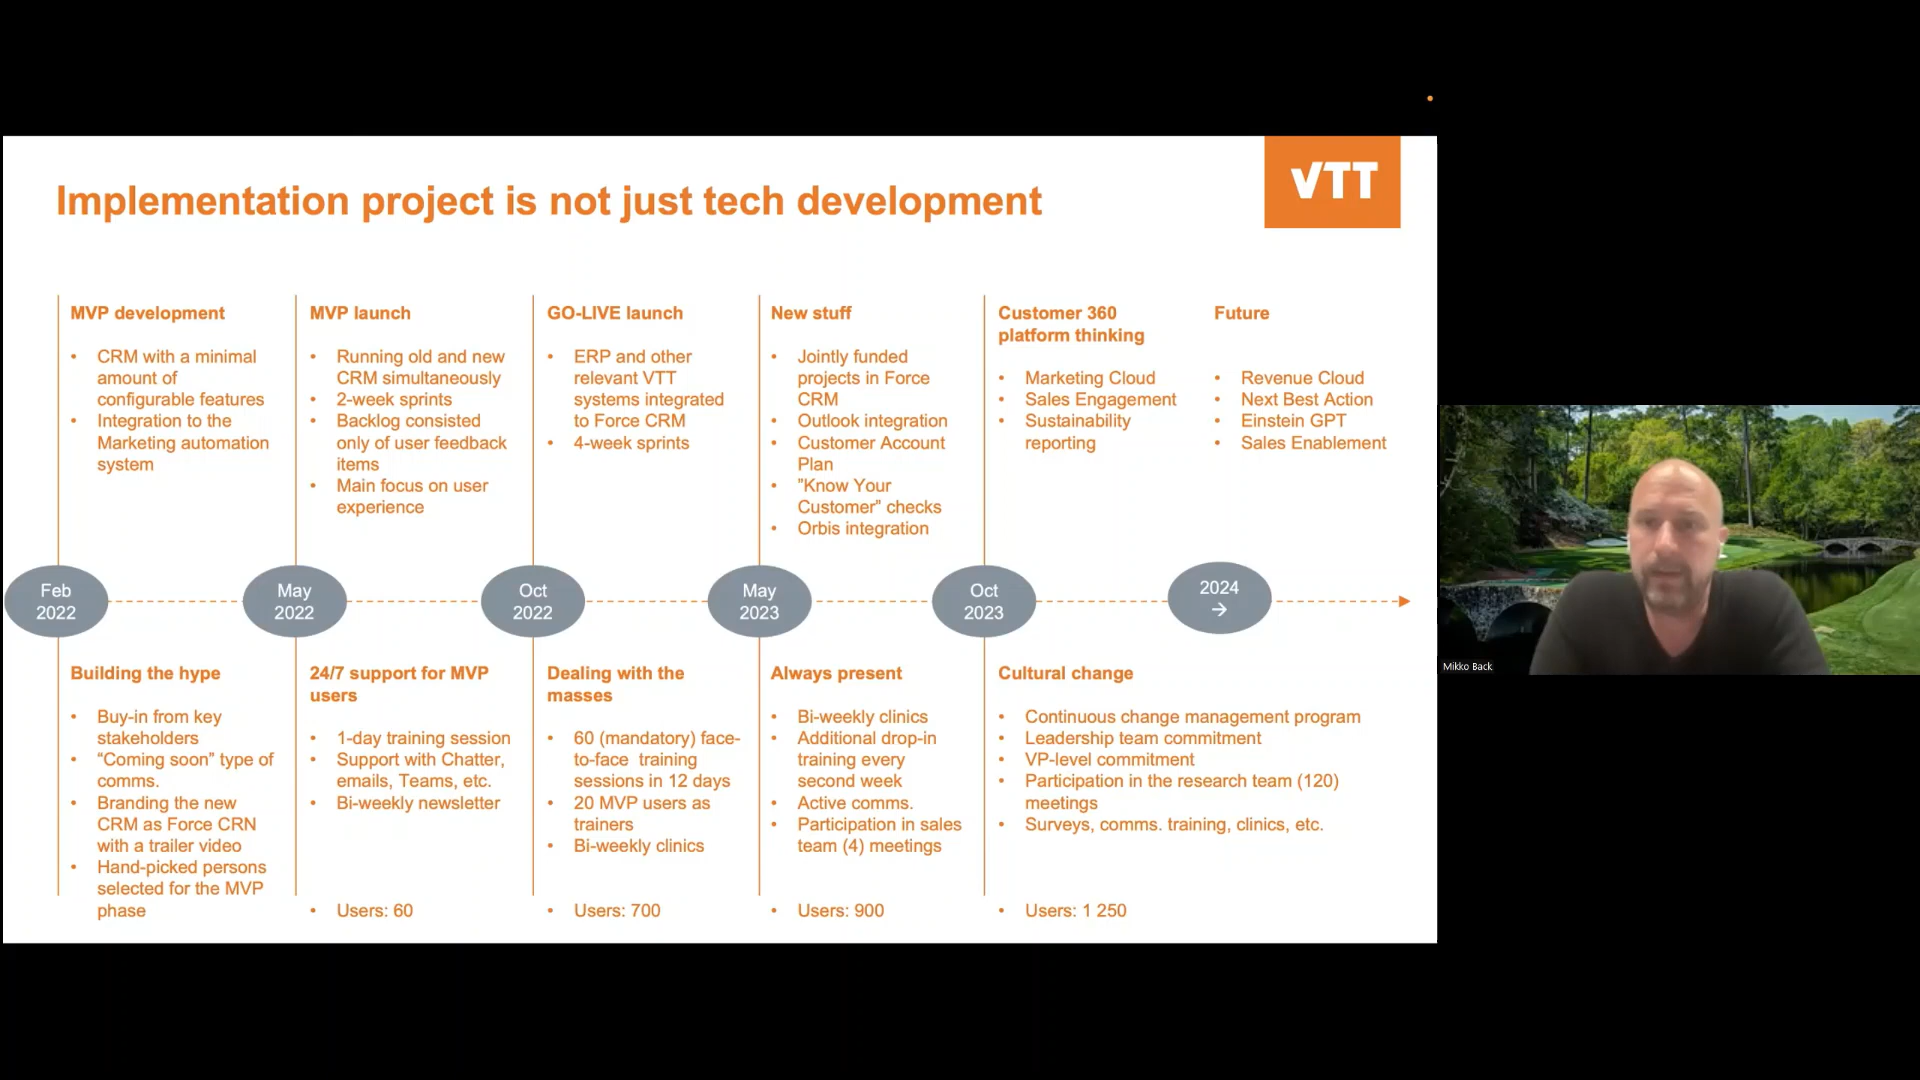 VTT
Implementation project is not just tech development
MVP development
• CRM with a minimal
amount of
configurable features
• Integration to the
Marketing automation
system
MVP launch
• Running old and new
CRM simultaneously
• 2-week sprints
• Backlog consisted
only of user feedback
items
• Main focus on user
experience
GO-LIVE launch
• ERP and other
relevant VTT
systems integrated
to Force CRM
• 4-week sprints
New stuff
• Jointly funded
projects in Force
CRM
• Outlook integration
• Customer Account
Plan
• "Know Your
Customer” checks
• Orbis integration
Customer 360
platform thinking
• Marketing Cloud
• Sales Engagement
• Sustainability
reporting
Future
• Revenue Cloud
• Next Best Action
• Einstein GPT
• Sales Enablement
Feb
2022
May
2022
Oct
2022
May
2023
Oct
2023
2024
→
Building the hype
• Buy-in from key
stakeholders
• “Coming soon” type of
comms.
• Branding the new
CRM as Force CRN
with a trailer video
• Hand-picked persons
selected for the MVP
phase
24/7 support for MVP
users
• 1-day training session
• Support with Chatter,
emails, Teams, etc.
• Bi-weekly newsletter
• Users: 60
Dealing with the
masses
• 60 (mandatory) face-
to-face training
sessions in 12 days
• 20 MVP users as
trainers
• Bi-weekly clinics
• Users: 700
Always present
• Bi-weekly clinics
• Additional drop-in
training every
second week
• Active comms.
• Participation in sales
team (4) meetings
• Users: 900
Cultural change
• Continuous change management program
• Leadership team commitment
• VP-level commitment
• Participation in the research team (120)
meetings
• Surveys, comms. training, clinics, etc.
• Users: 1 250
Mikko Back